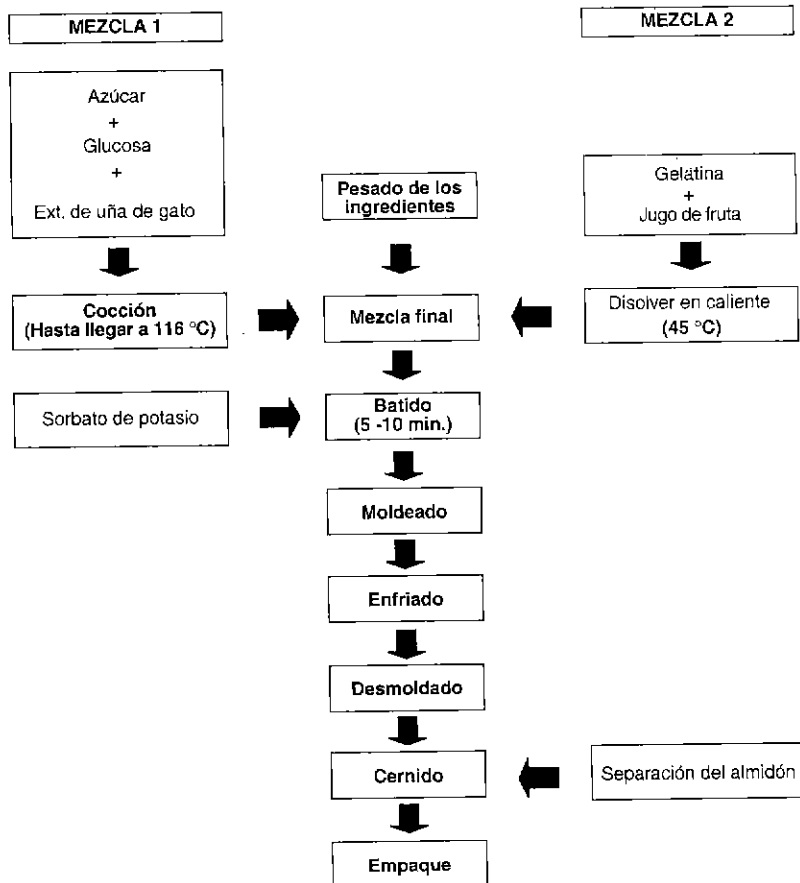 MEZCLA 1
MEZCLA 2
Azúcar
+
Glucosa
+
Ext. de uña de gato
Pesado de los
ingredientes
Gelatina
+
Jugo de fruta
Cocción
(Hasta llegar a 116 °C)
Mezcla final
Disolver en caliente
(45 °C)
Sorbato de potasio
Batido
(5 -10 min.)
Moldeado
Enfriado
Desmoldado
Cernido
Separación del almidón
Empaque